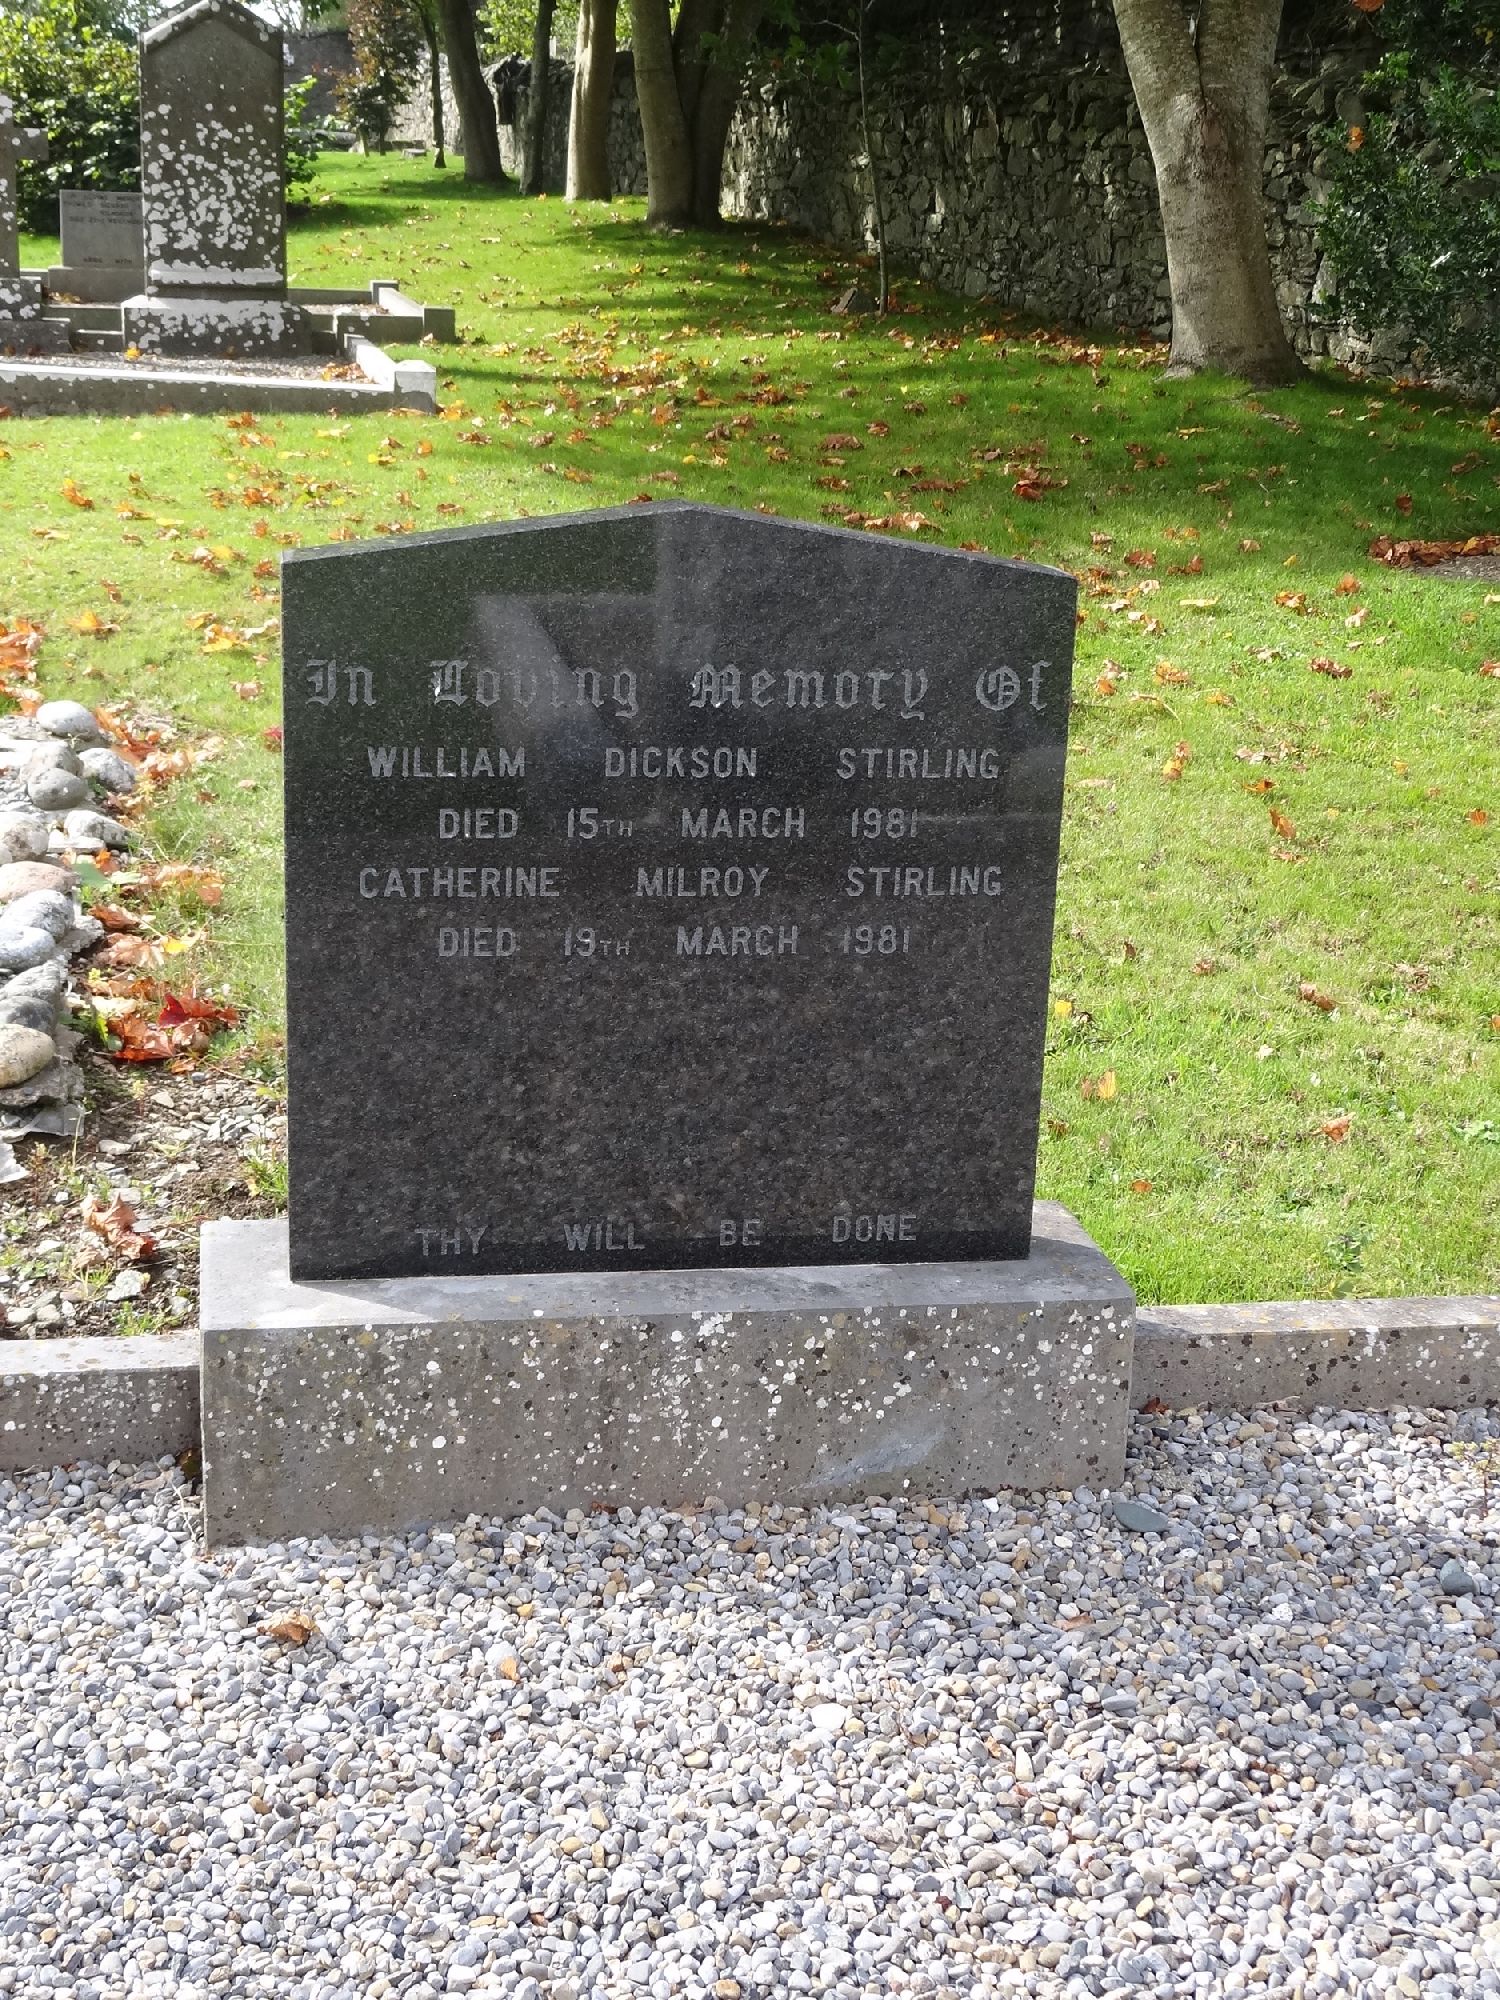 In Loving Memory Of
WILLIAM DICKSON STIRLING
DIED 15TH MARCH 1981
CATHERINE MILROY STIRLING
DIED 19TH MARCH 1981
THY WILL BE DONE